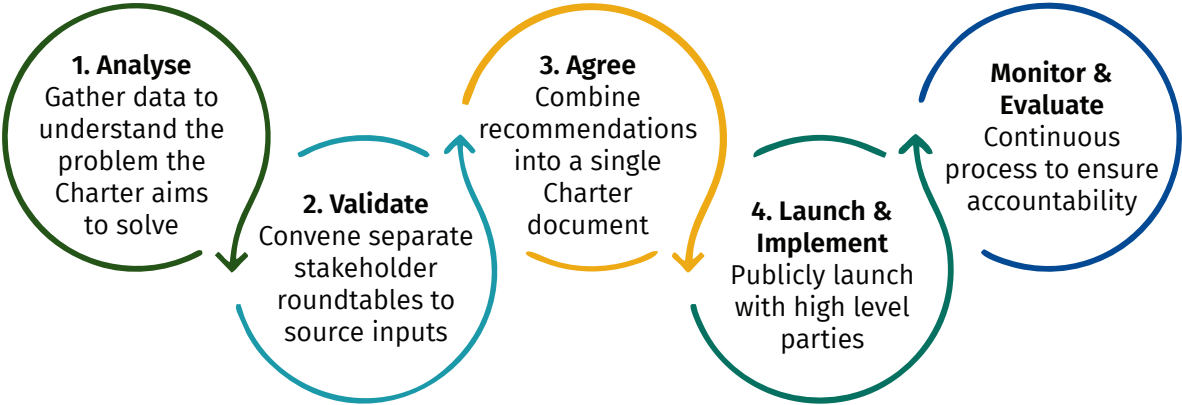 1. Analyse
Gather data to
understand the
problem the
Charter aims
to solve
2. Validate
Convene separate
stakeholder
roundtables to
source inputs
3. Agree
Combine
recommendations
into a single
Charter
document
4. Launch &
Implement
Publicly launch
with high level
parties
Monitor &
Evaluate
Continuous
process to ensure
accountability